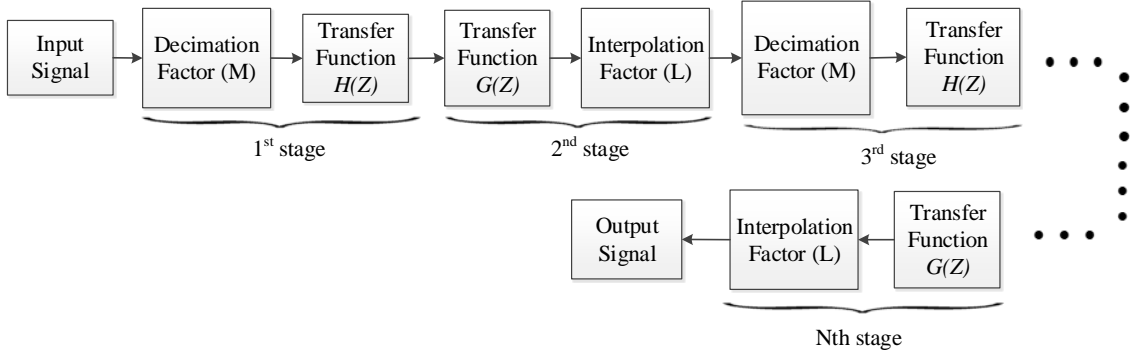 Input
Signal
Decimation
Factor (M)
Transfer
Function
H(Z)
Transfer
Function
G(Z)
Interpolation
Factor (L)
Decimation
Factor (M)
Transfer
Function
H(Z)
1st stage
2nd stage
3rd stage
Output
Signal
Interpolation
Factor (L)
Transfer
Function
G(Z)
Nth stage